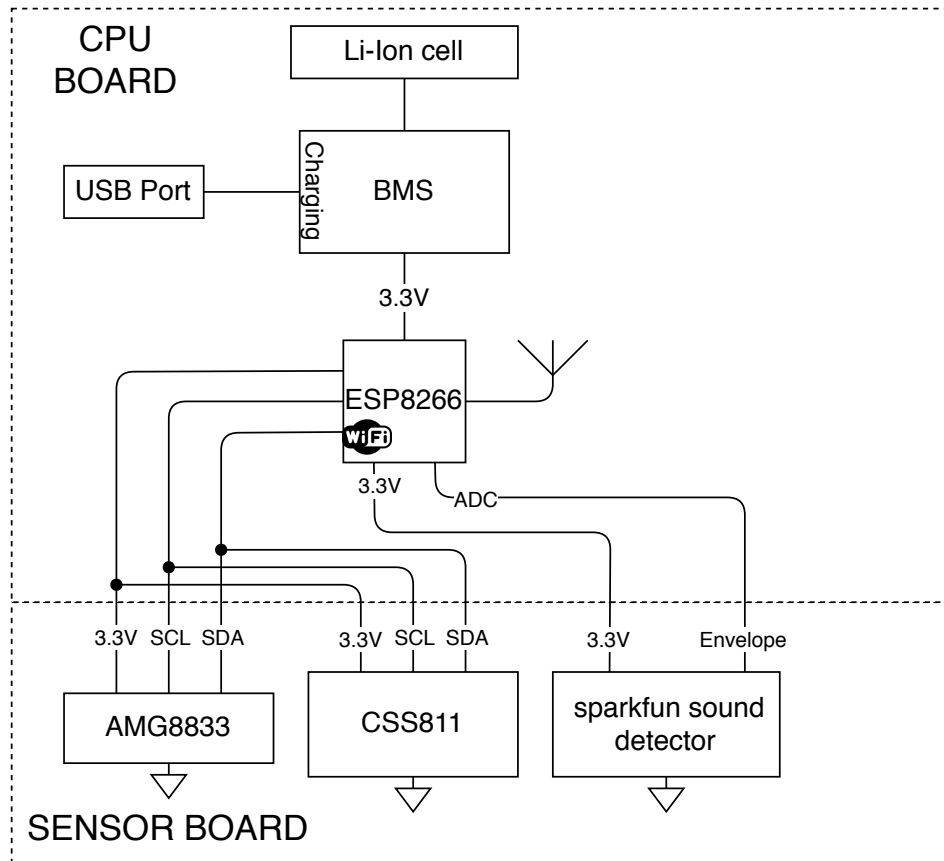 CPU
BOARD
Li-Ion cell
Charging
USB Port
BMS
3.3V
ESP8266
WiFi
3.3V
ADC
3.3V
SCL
SDA
3.3V
SCL
SDA
3.3V
Envelope
AMG8833
CSS811
sparkfun sound
detector
SENSOR BOARD